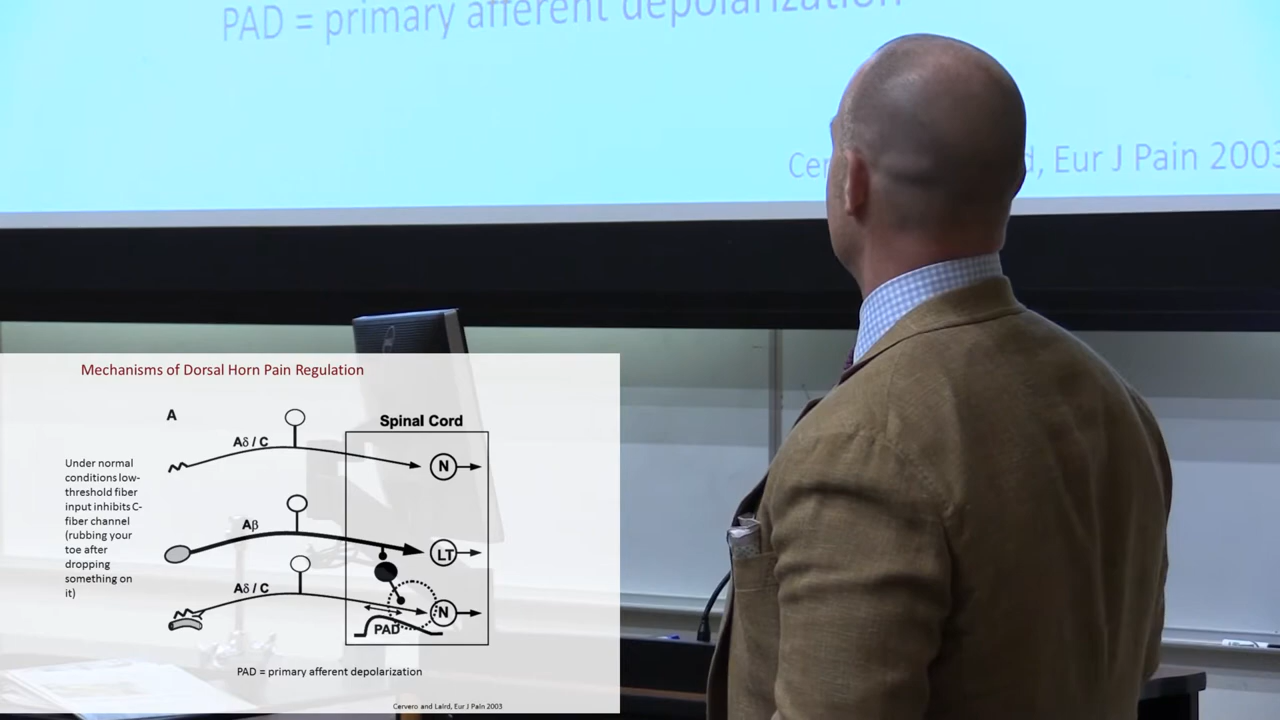 PAD = primary afferent depolarization
Eur J Pain 2003
Mechanisms of Dorsal Horn Pain Regulation
A
Spinal Cord
Aδ / C
N
Under normal
conditions low-
threshold fiber
input inhibits C-
fiber channel
(rubbing your
toe after
dropping
something on
it)
Aβ
LT
Aδ / C
N
PAD
PAD = primary afferent depolarization
Cervero and Laird, Eur J Pain 2003